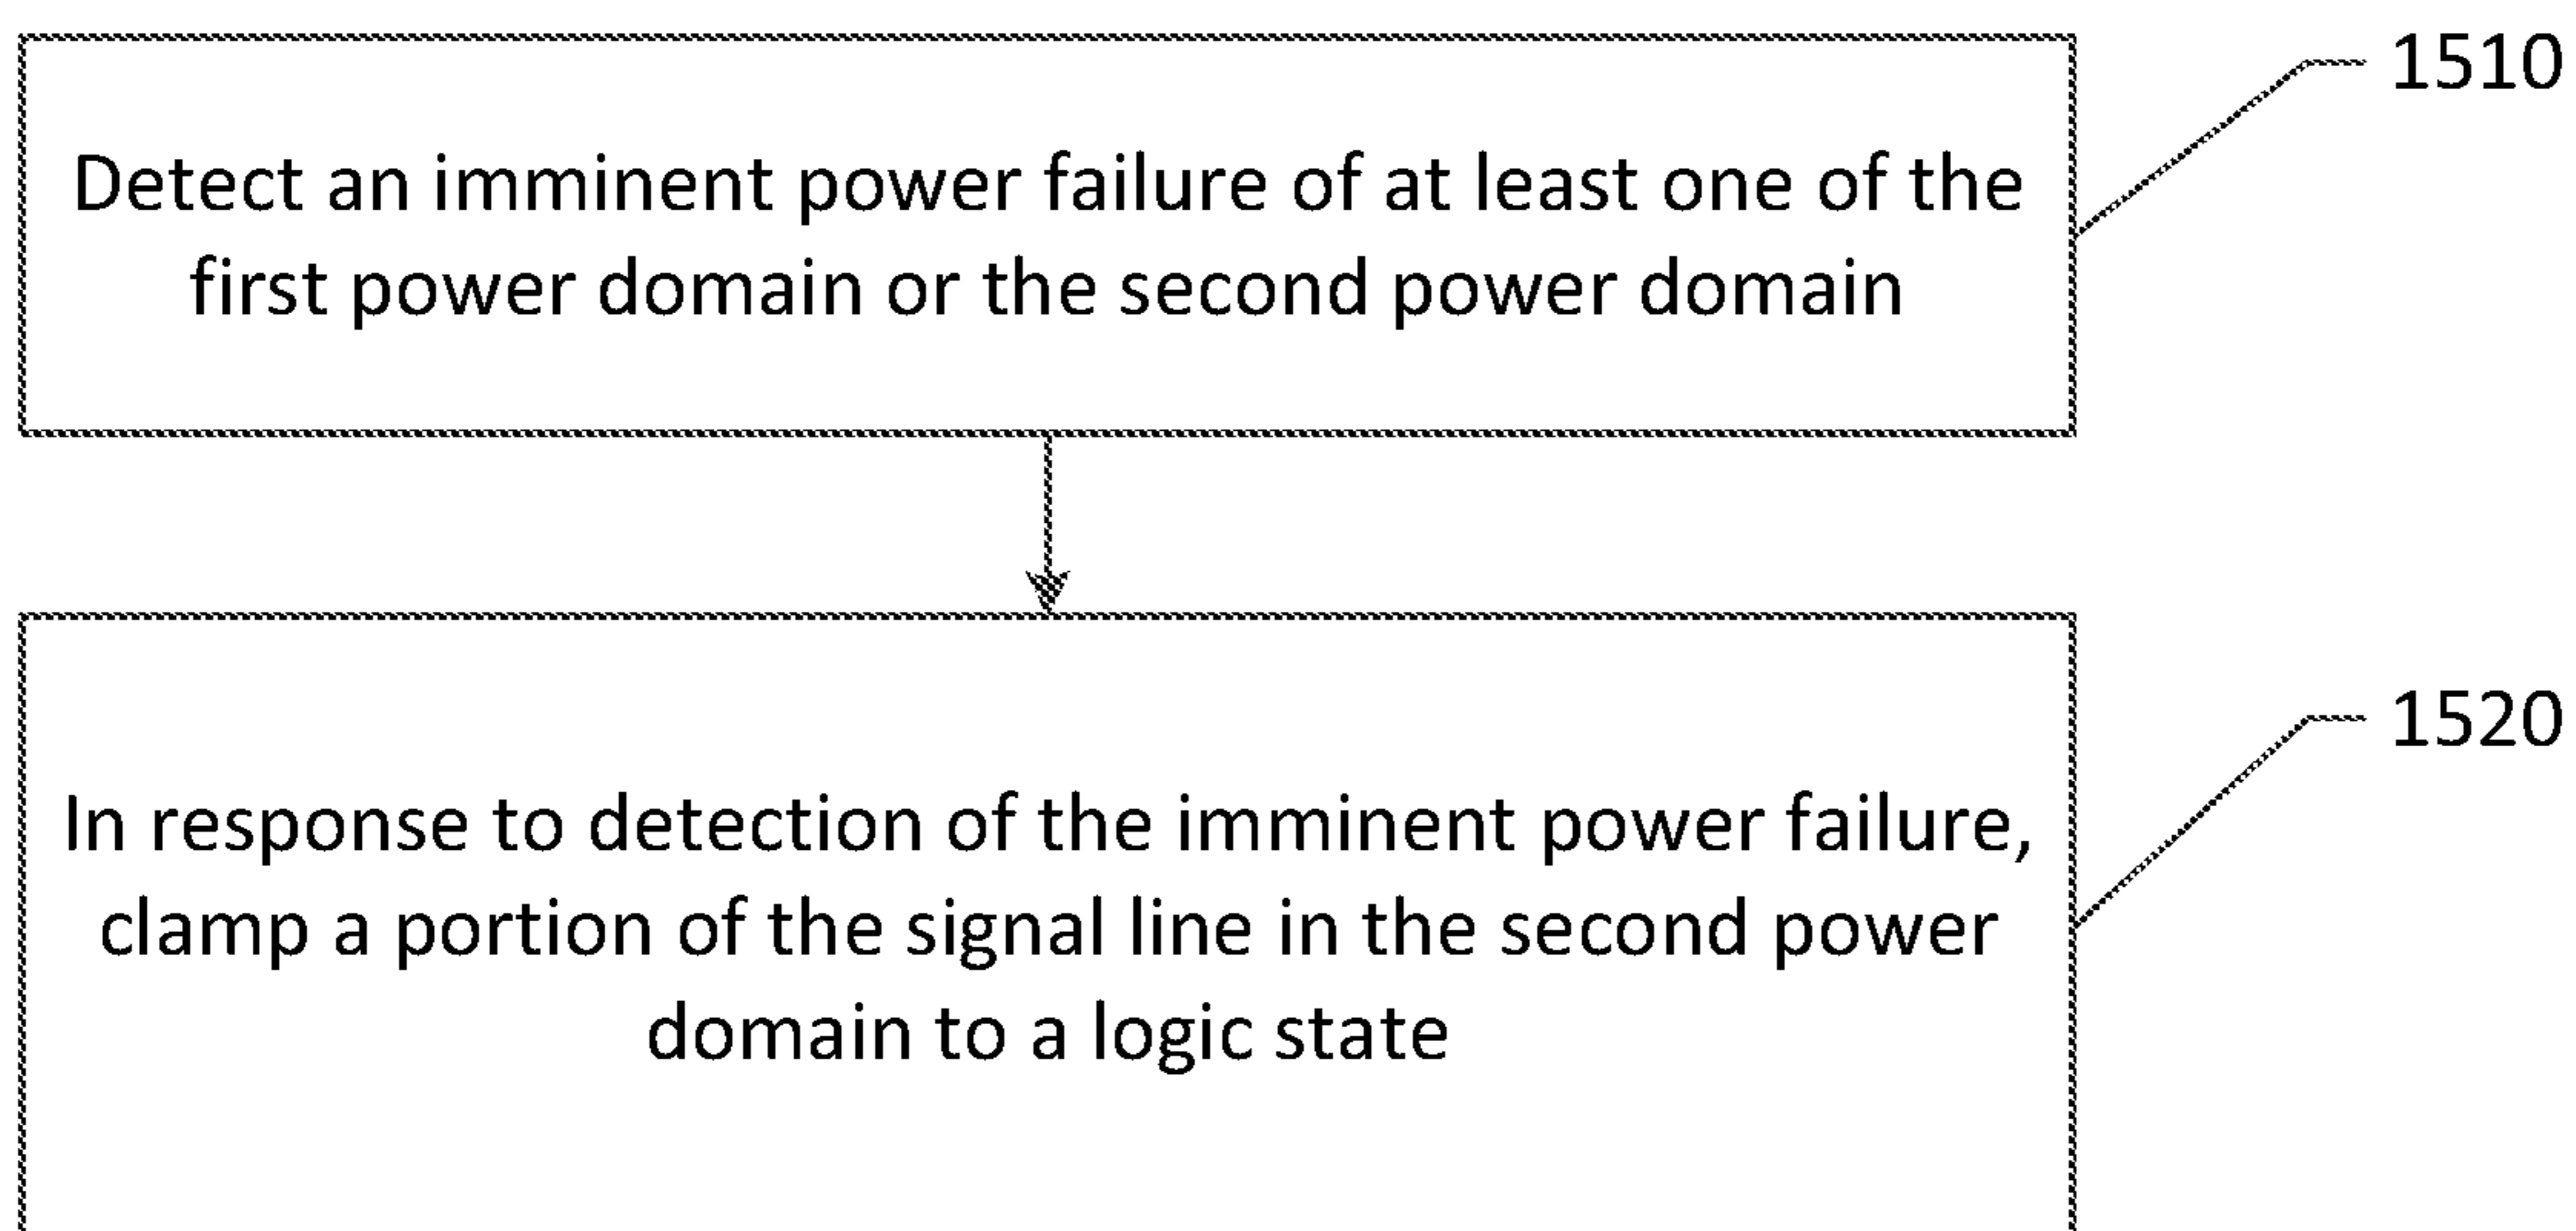 1510
Detect an imminent power failure of at least one of the
first power domain or the second power domain
1520
In response to detection of the imminent power failure,
clamp a portion of the signal line in the second power
domain to a logic state